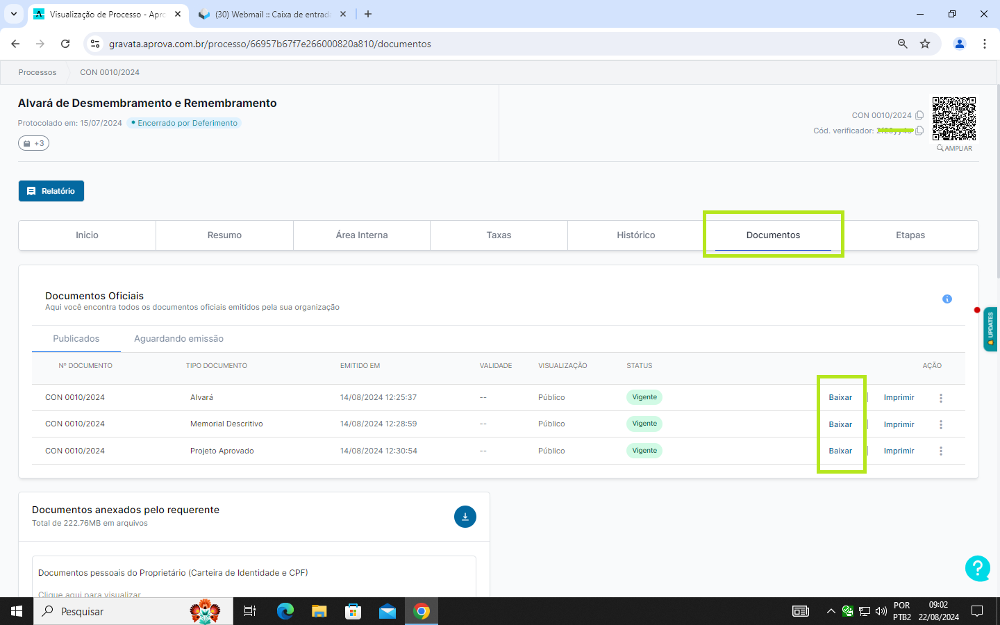 Visualização de Processo - Apro
(30) Webmail :: Caixa de entrada
gravata.aprova.com.br/processo/66957b67f7e266000820a810/documentos
Processos
CON 0010/2024
Alvará de Desmembramento e Remembramento
Protocolado em: 15/07/2024
Encerrado por Deferimento
+3
CON 0010/2024
Cód. verificador:
AMPLIAR
Relatório
Inicio
Resumo
Área Interna
Taxas
Histórico
Documentos
Etapas
Documentos Oficiais
Aqui você encontra todos os documentos oficiais emitidos pela sua organização
UPDATES
Publicados
Aguardando emissão
Nº DOCUMENTO TIPO DOCUMENTO EMITIDO EM VALIDADE VISUALIZAÇÃO STATUS AÇÃO
CON 0010/2024 Alvará 14/08/2024 12:25:37 -- Público Vigente Baixar | Imprimir
CON 0010/2024 Memorial Descritivo 14/08/2024 12:28:59 -- Público Vigente Baixar | Imprimir
CON 0010/2024 Projeto Aprovado 14/08/2024 12:30:54 -- Público Vigente Baixar | Imprimir
Documentos anexados pelo requerente
Total de 222.76MB em arquivos
Documentos pessoais do Proprietário (Carteira de Identidade e CPF)
Clique aqui para visualizar
?
Pesquisar
POR
PTB2
09:02
22/08/2024